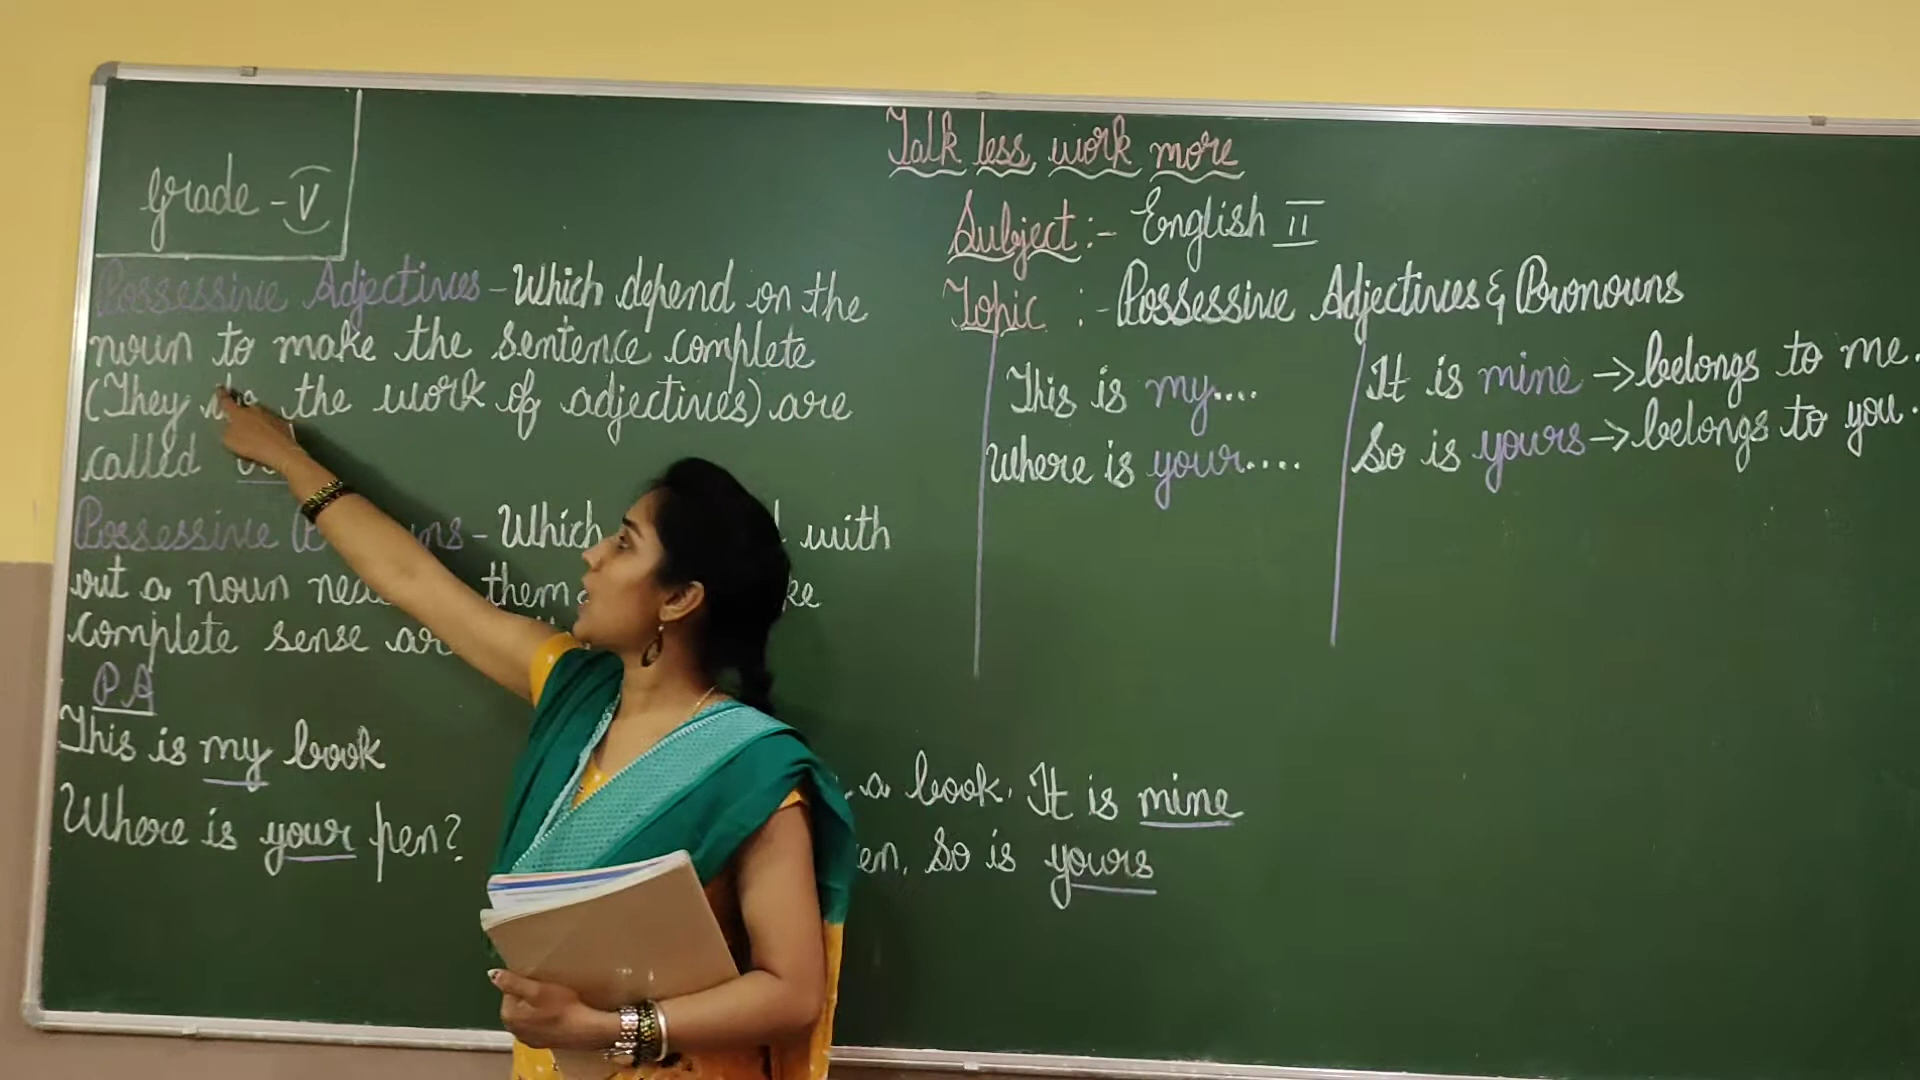 Talk less, work more
Grade - V
Subject :- English II
Topic :- Possessive Adjectives & Pronouns
Possessive Adjectives - Which depend on the
noun to make the sentence complete
(They the work of adjectives) are
called
Possessive - Which with
out a noun them
complete sense
PA
This is my book
Where is your pen?
a book. It is mine
So is yours
This is my....
Where is your....
It is mine → belongs to me.
So is yours → belongs to you.